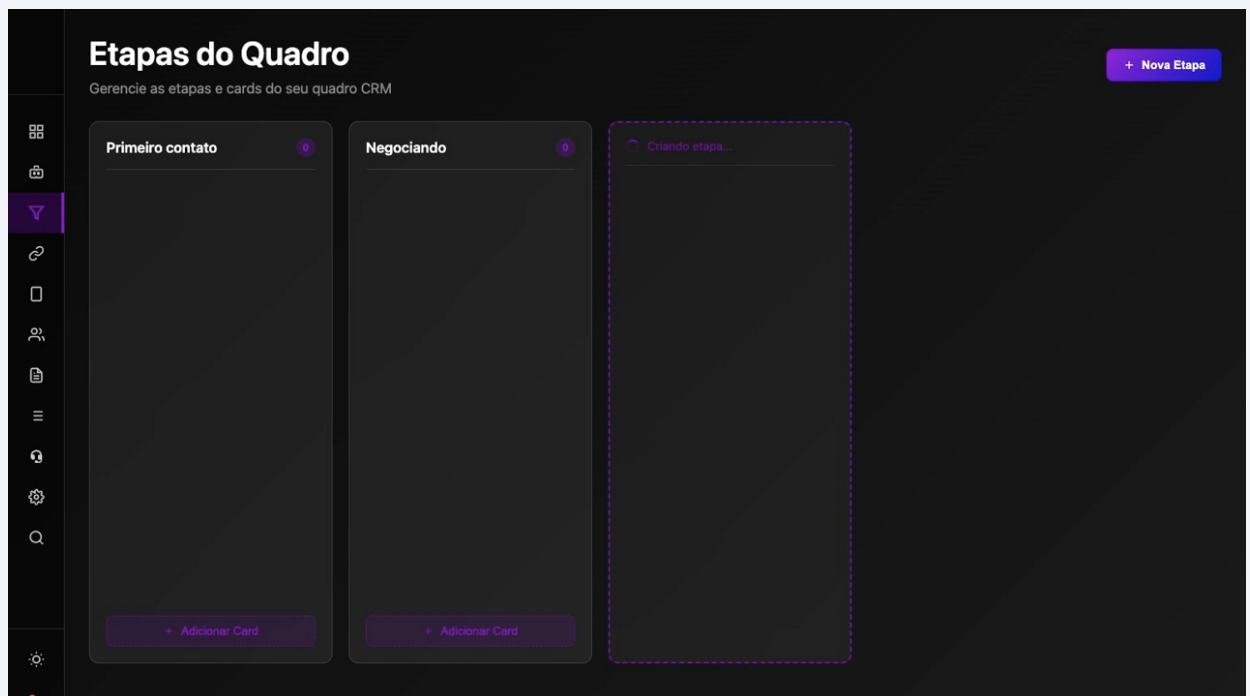 Etapas do Quadro
Gerencie as etapas e cards do seu quadro CRM
+ Nova Etapa
Primeiro contato
0
Negociando
0
Criando etapa...
+ Adicionar Card
+ Adicionar Card